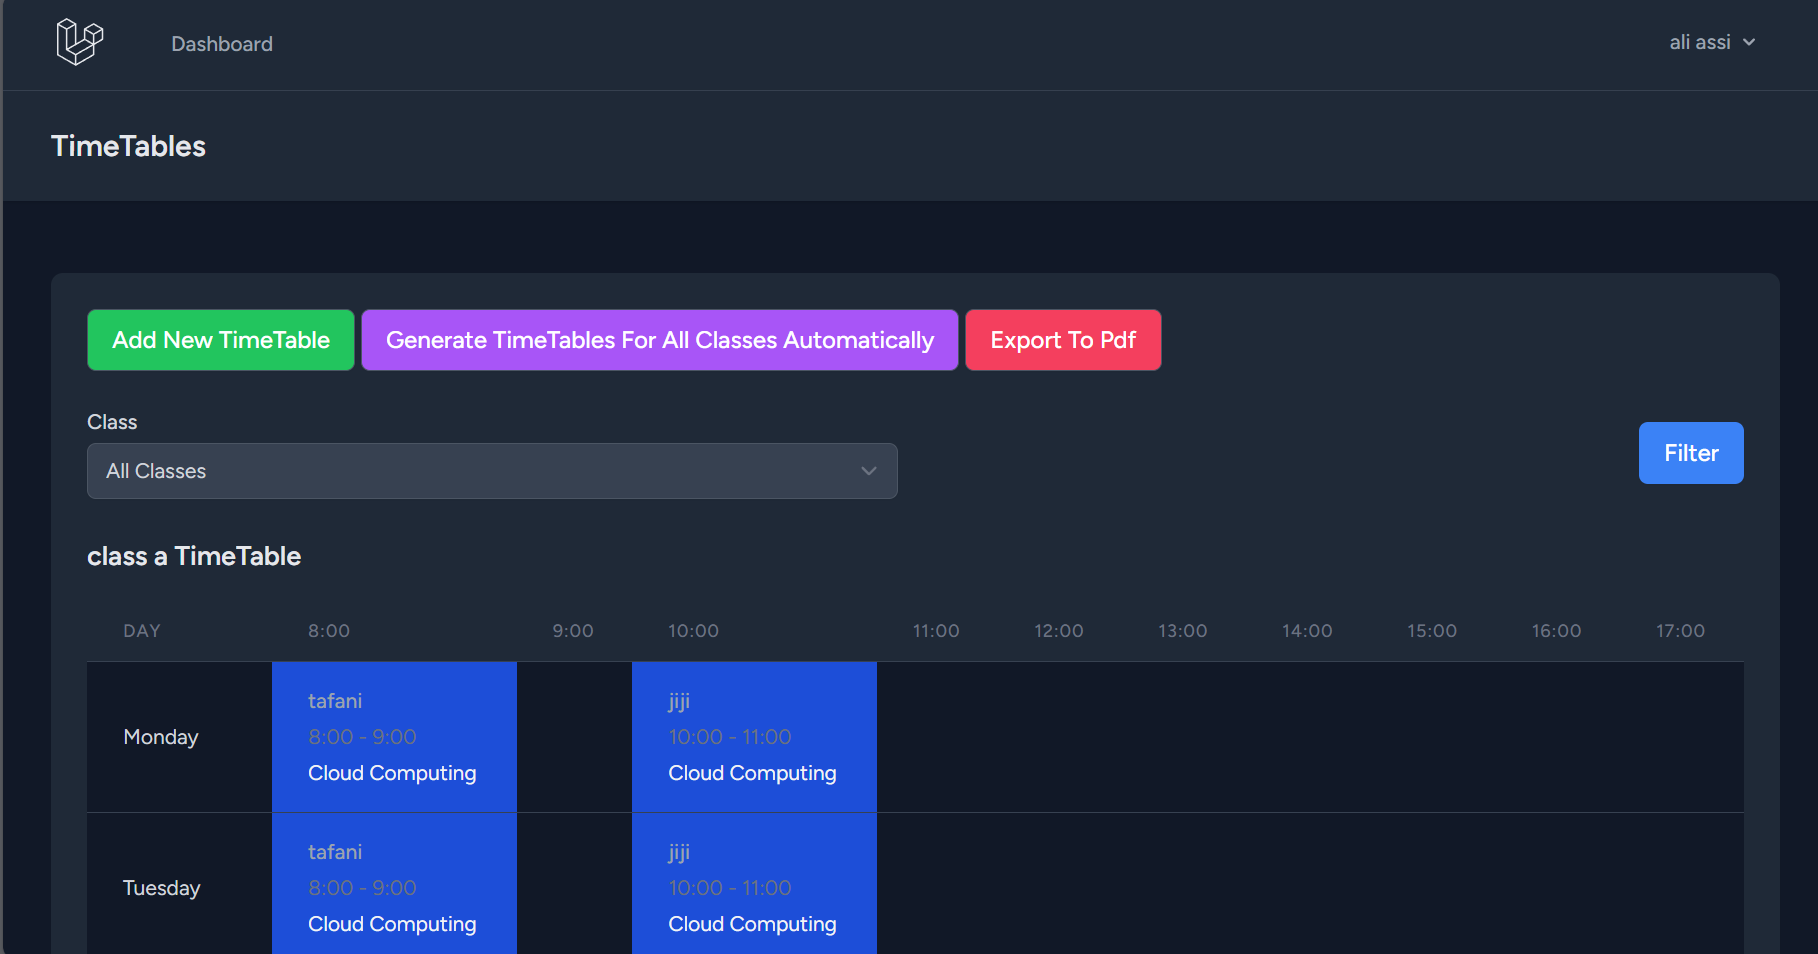 Dashboard
ali assi
TimeTables
Add New TimeTable Generate TimeTables For All Classes Automatically Export To Pdf
Class
All Classes
Filter
class a TimeTable
DAY 8:00 9:00 10:00 11:00 12:00 13:00 14:00 15:00 16:00 17:00
tafani jiji
Monday 8:00 - 9:00 10:00 - 11:00
Cloud Computing Cloud Computing
tafani jiji
Tuesday 8:00 - 9:00 10:00 - 11:00
Cloud Computing Cloud Computing